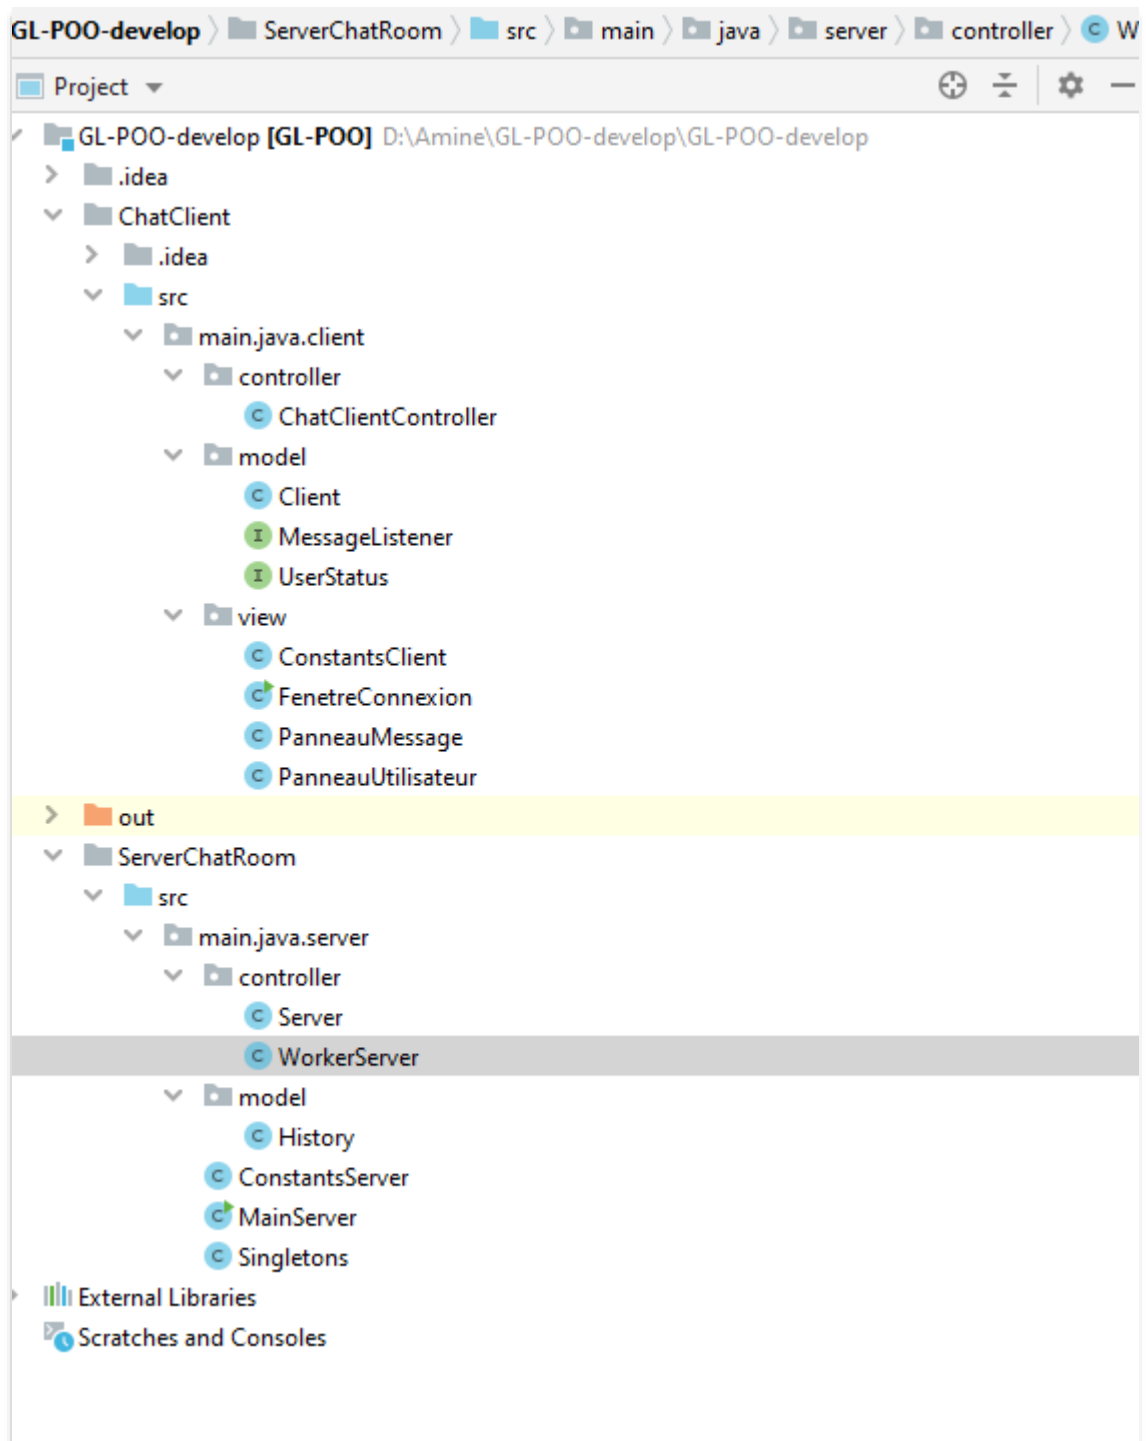 GL-POO-develop ServerChatRoom src main java server controller W
Project
GL-POO-develop [GL-POO] D:\Amine\GL-POO-develop\GL-POO-develop
.idea
ChatClient
.idea
src
main.java.client
controller
ChatClientController
model
Client
MessageListener
UserStatus
view
ConstantsClient
FenetreConnexion
PanneauMessage
PanneauUtilisateur
out
ServerChatRoom
src
main.java.server
controller
Server
WorkerServer
model
History
ConstantsServer
MainServer
Singletons
External Libraries
Scratches and Consoles